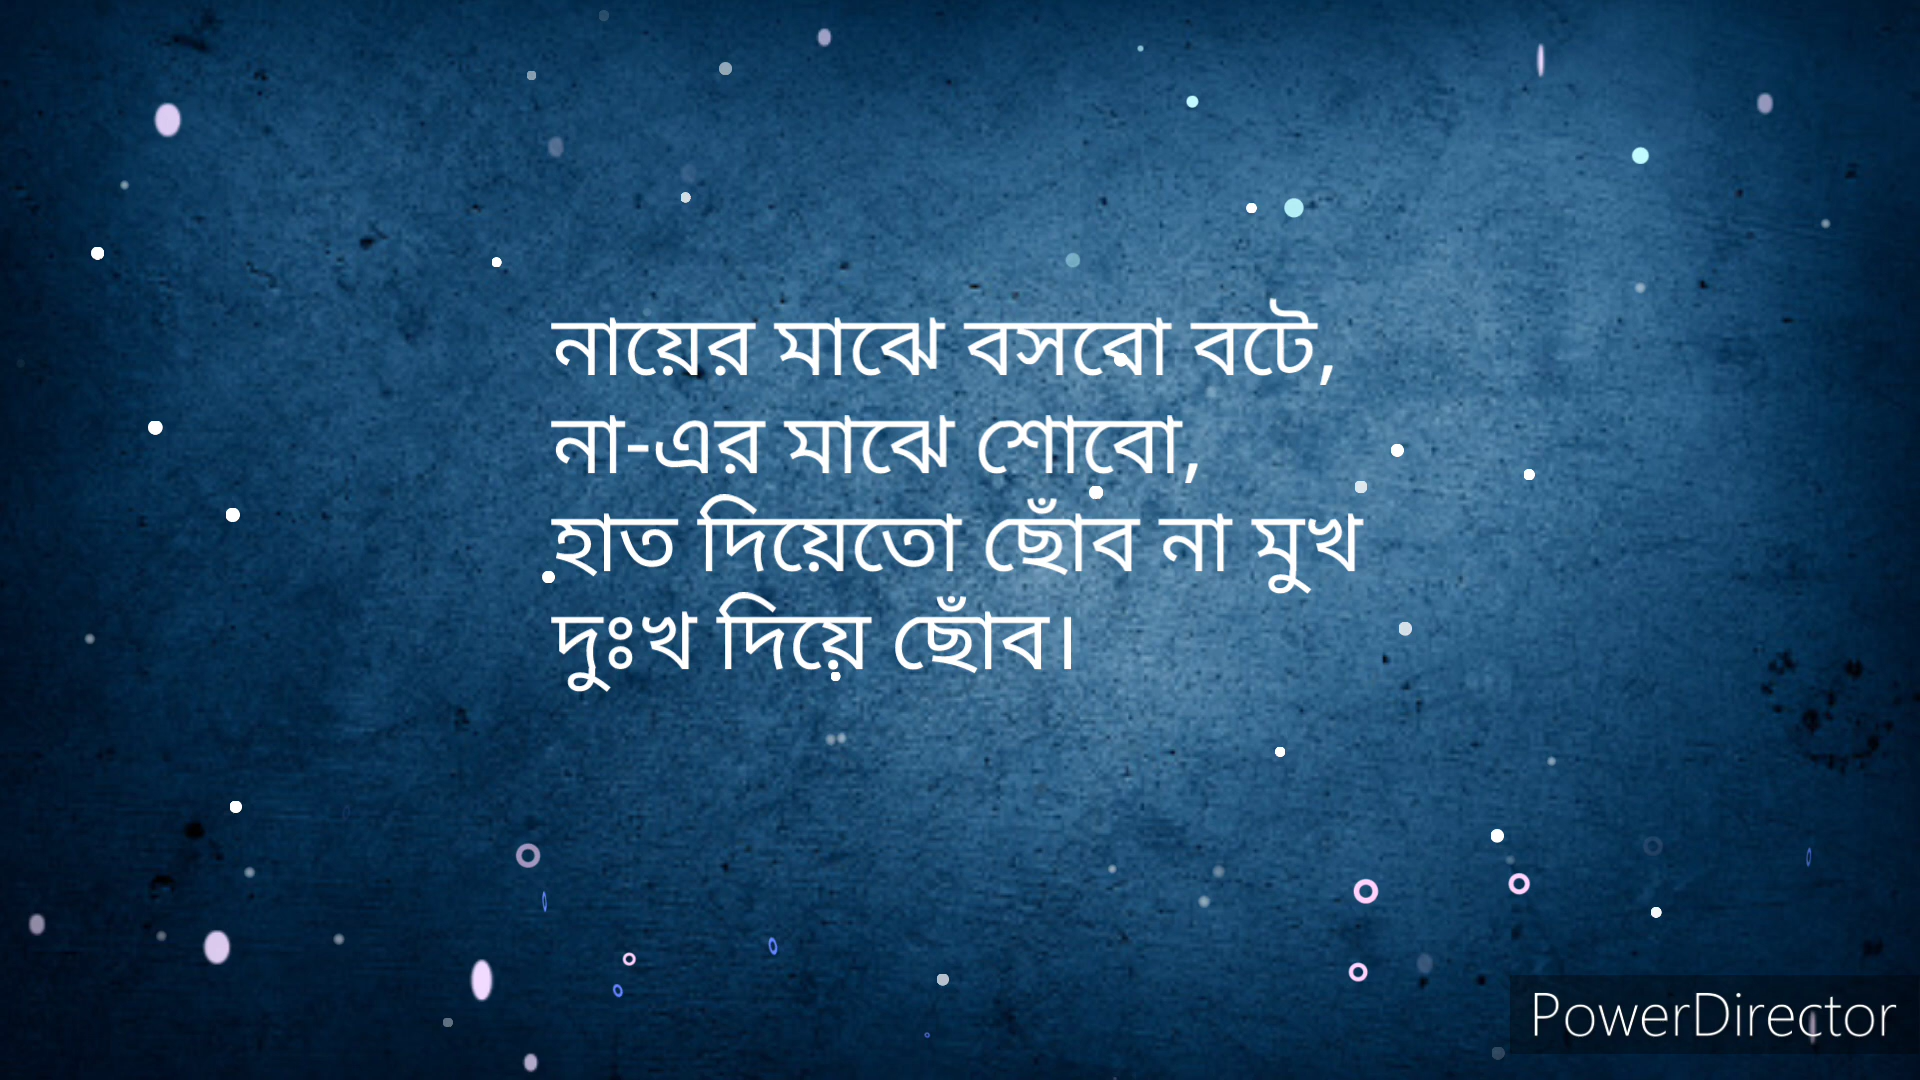 নায়ের মাঝে বসবো বটে,
না-এর মাঝে শোবো,
হাত দিয়েতো ছোঁব না মুখ
দুঃখ দিয়ে ছোঁব।
PowerDirector